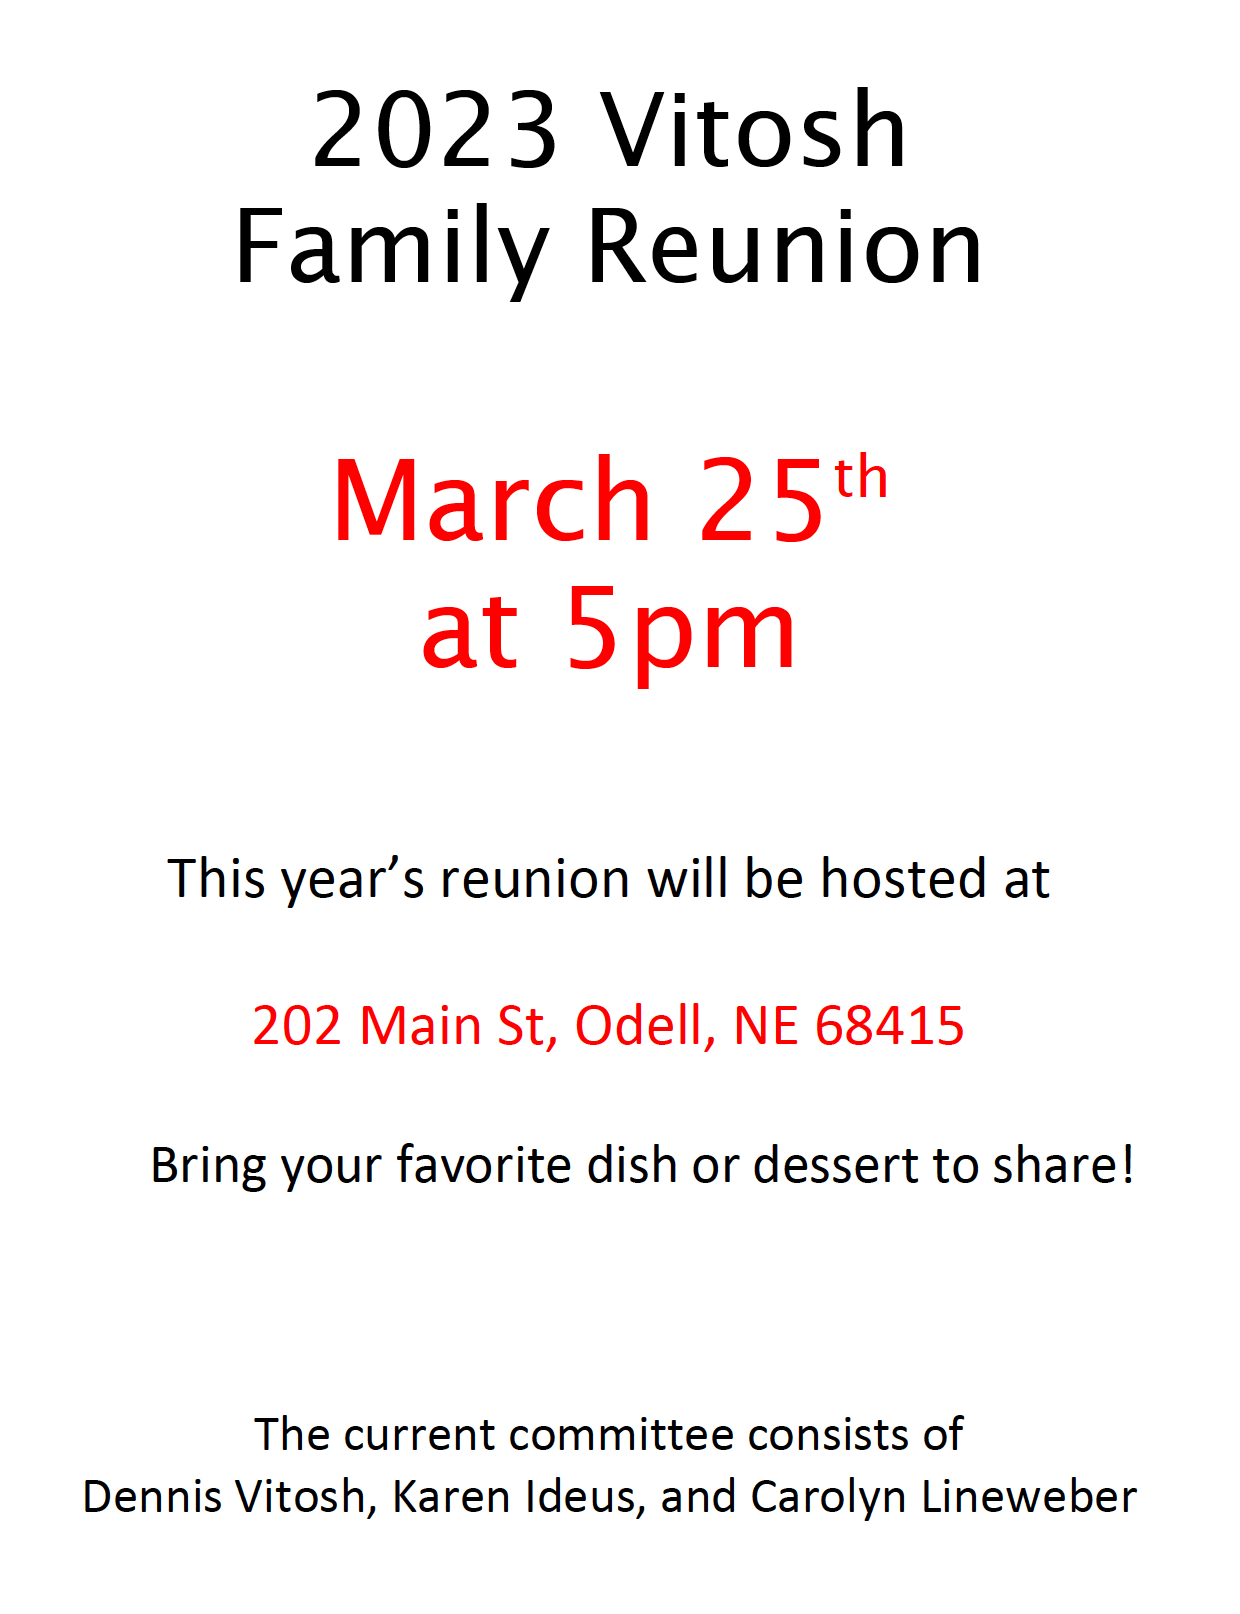 2023 Vitosh
Family Reunion
March 25th
at 5pm
This year’s reunion will be hosted at
202 Main St, Odell, NE 68415
Bring your favorite dish or dessert to share!
The current committee consists of
Dennis Vitosh, Karen Ideus, and Carolyn Lineweber